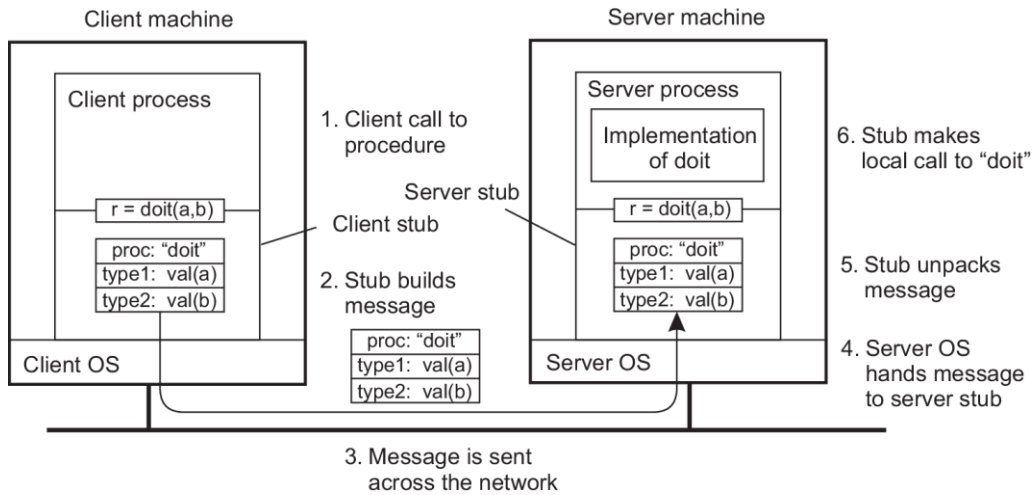 Client machine
Server machine
Client process
1. Client call to
procedure
Server process
Implementation
of doit
6. Stub makes
local call to “doit”
Server stub
r = doit(a,b)
Client stub
r = doit(a,b)
proc: “doit”
type1: val(a)
type2: val(b)
2. Stub builds
message
proc: “doit”
type1: val(a)
type2: val(b)
proc: “doit”
type1: val(a)
type2: val(b)
5. Stub unpacks
message
Client OS
Server OS
4. Server OS
hands message
to server stub
3. Message is sent
across the network